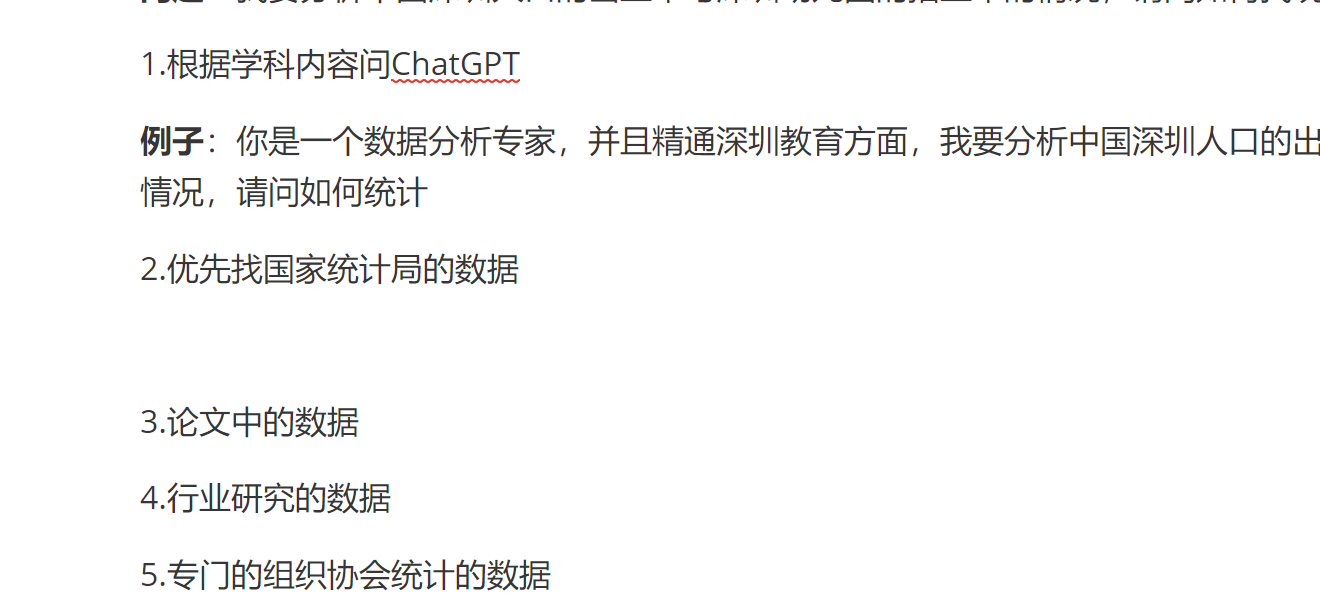 1.根据学科内容问ChatGPT
例子：你是一个数据分析专家，并且精通深圳教育方面，我要分析中国深圳人口的出
情况，请问如何统计
2.优先找国家统计局的数据
3.论文中的数据
4.行业研究的数据
5.专门的组织协会统计的数据